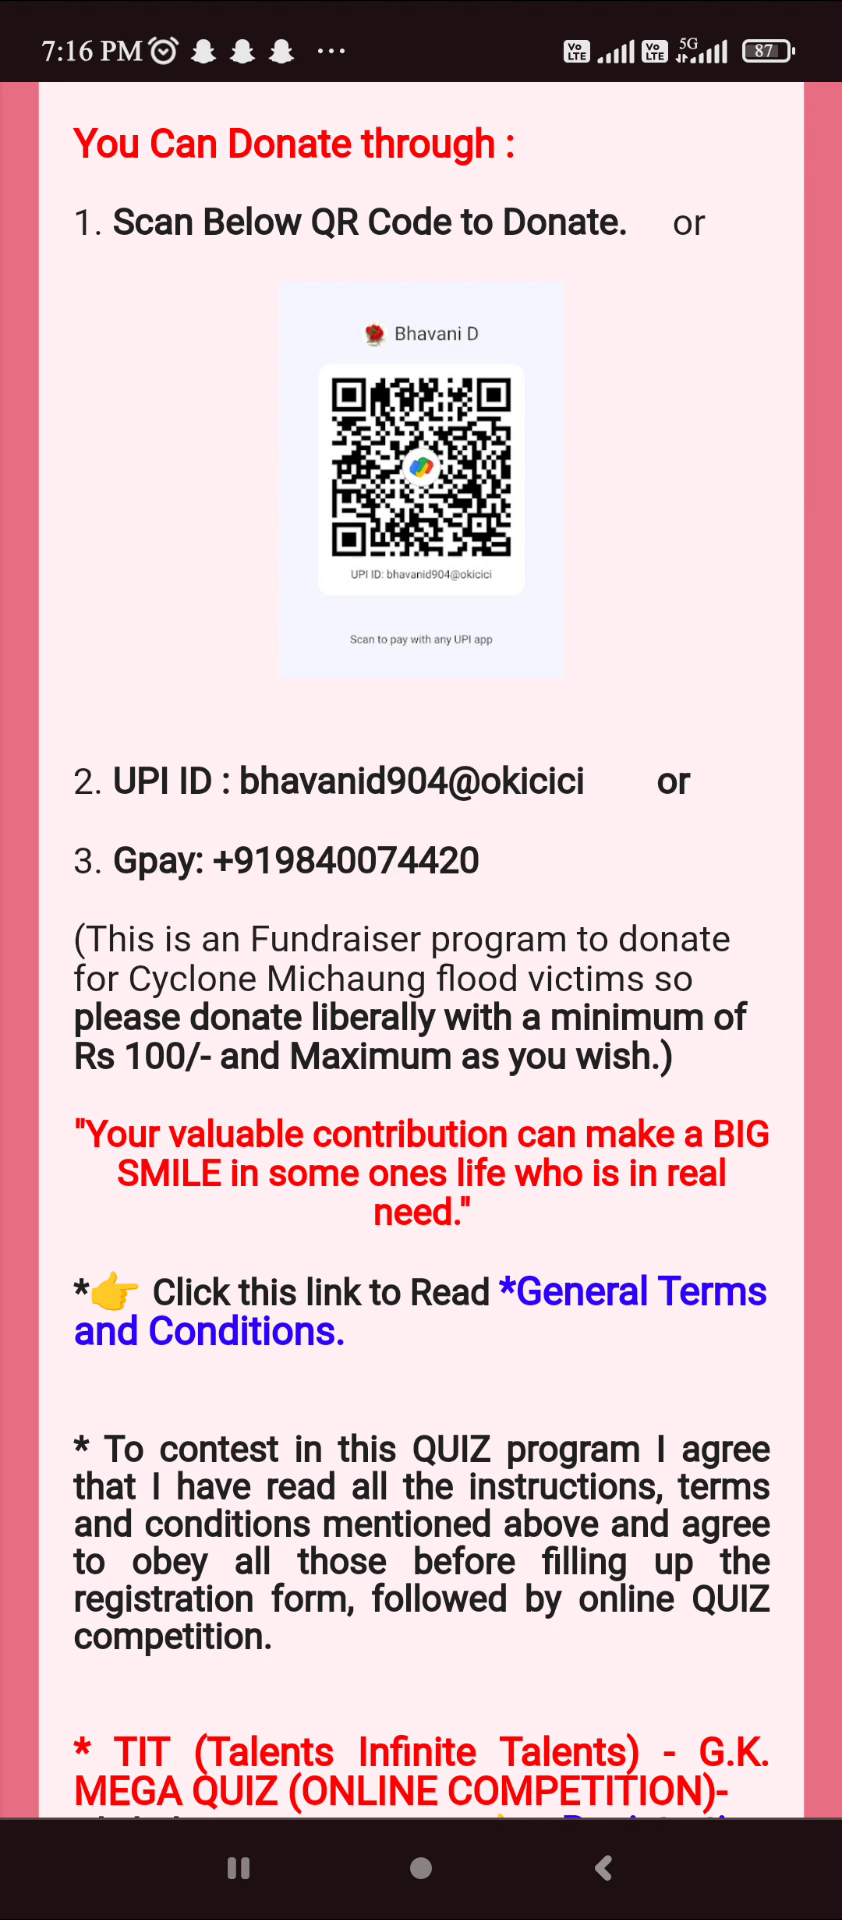 7:16 PM
Vo LTE Vo LTE 5G 87
You Can Donate through :
1. Scan Below QR Code to Donate. or
Bhavani D
UPI ID: bhavanid904@okicici
Scan to pay with any UPI app
2. UPI ID : bhavanid904@okicici or
3. Gpay: +919840074420
(This is an Fundraiser program to donate
for Cyclone Michaung flood victims so
please donate liberally with a minimum of
Rs 100/- and Maximum as you wish.)
"Your valuable contribution can make a BIG
SMILE in some ones life who is in real
need."
*👉 Click this link to Read *General Terms
and Conditions.
* To contest in this QUIZ program I agree
that I have read all the instructions, terms
and conditions mentioned above and agree
to obey all those before filling up the
registration form, followed by online QUIZ
competition.
* TIT (Talents Infinite Talents) - G.K.
MEGA QUIZ (ONLINE COMPETITION)-